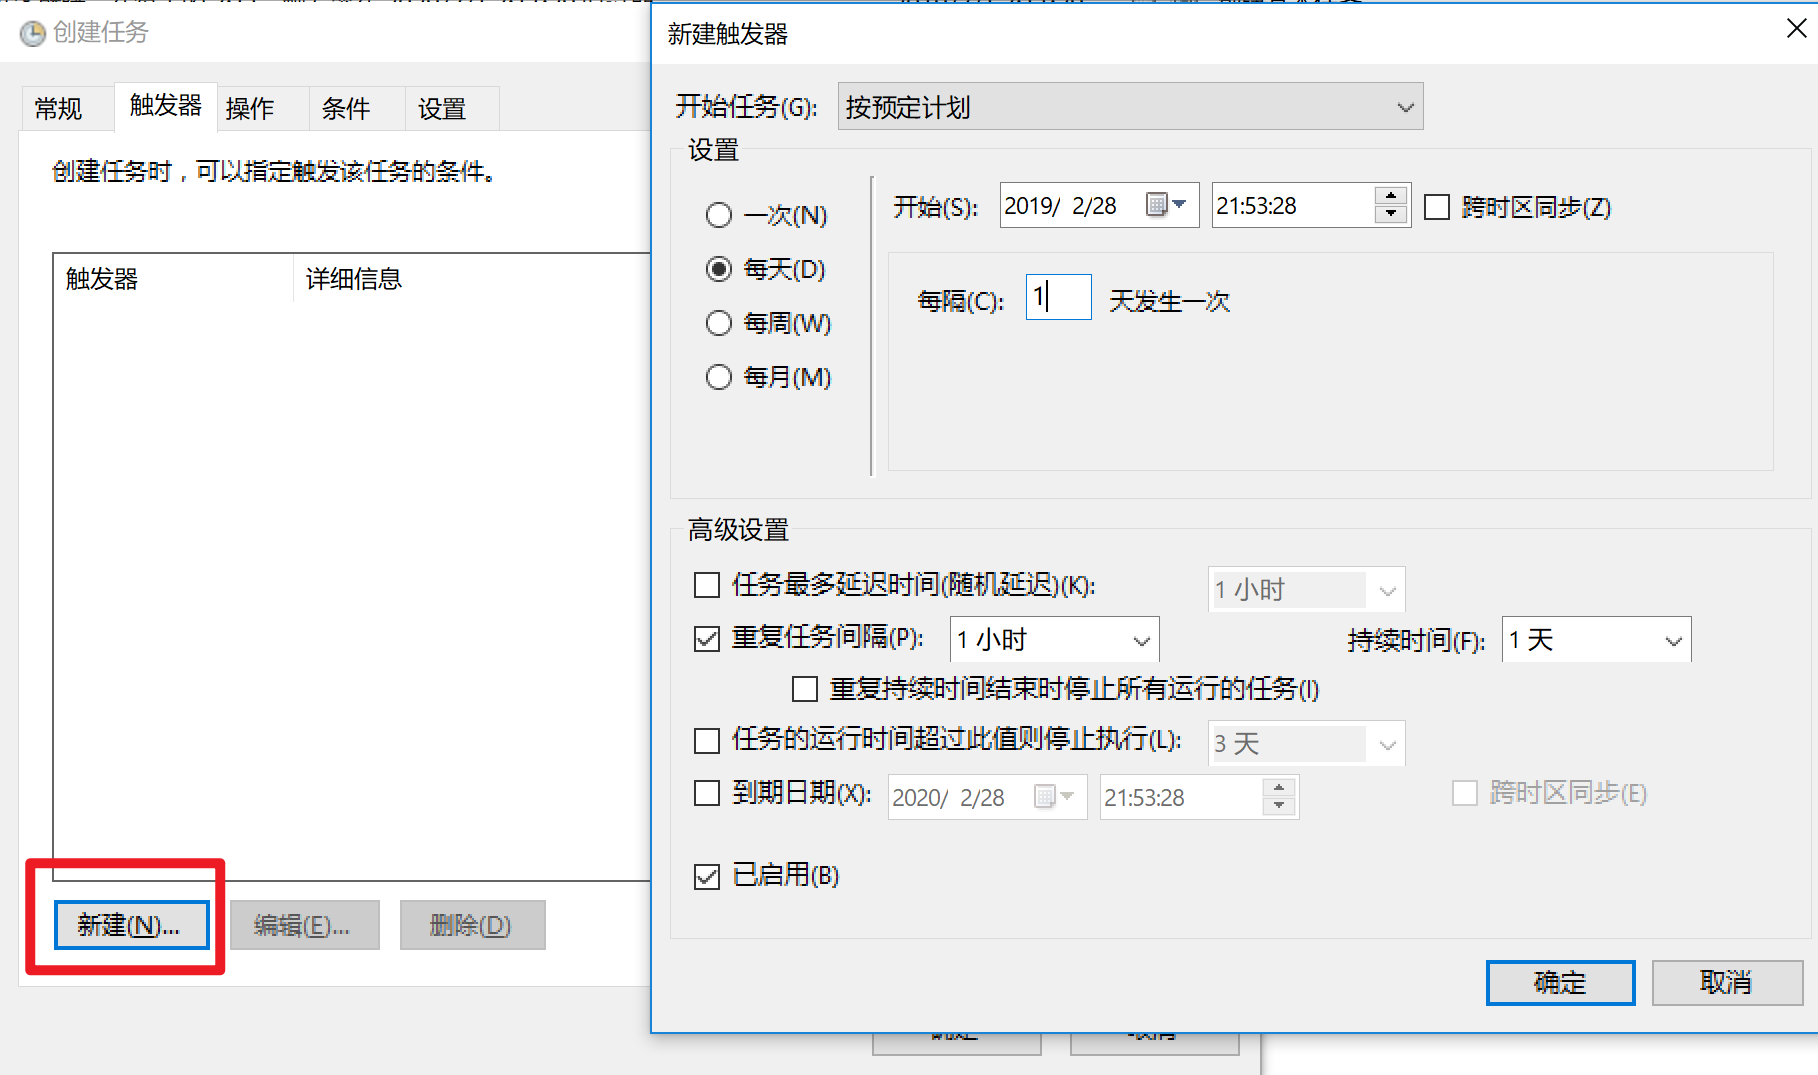 创建任务
常规
触发器
操作
条件
设置
创建任务时，可以指定触发该任务的条件。
触发器
详细信息
新建(N)...
编辑(E)...
删除(D)
新建触发器
开始任务(G):
按预定计划
设置
一次(N)
每天(D)
每周(W)
每月(M)
开始(S):
2019/ 2/28
21:53:28
跨时区同步(Z)
每隔(C):
1
天发生一次
高级设置
任务最多延迟时间(随机延迟)(K):
1 小时
重复任务间隔(P):
1 小时
持续时间(F):
1 天
重复持续时间结束时停止所有运行的任务(I)
任务的运行时间超过此值则停止执行(L):
3 天
到期日期(X):
2020/ 2/28
21:53:28
跨时区同步(E)
已启用(B)
确定
取消